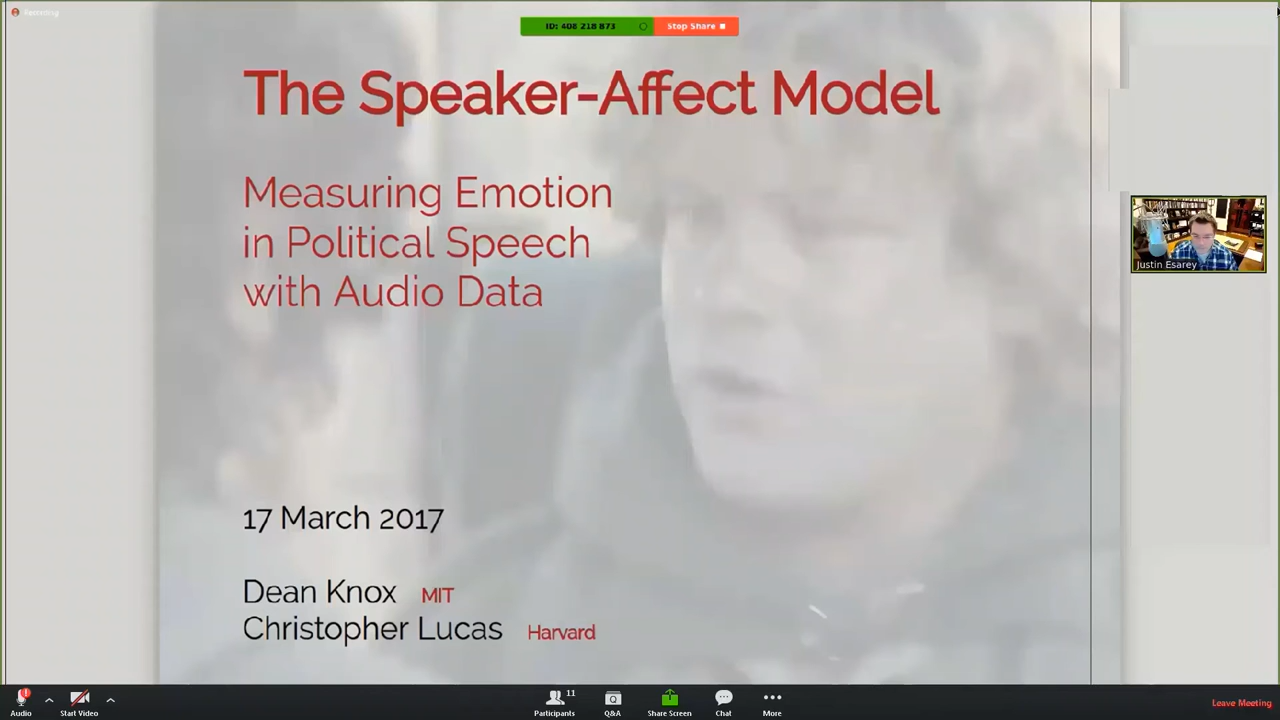 Recording
ID: 408 218 873
Stop Share
The Speaker-Affect Model
Measuring Emotion
in Political Speech
with Audio Data
Justin Esarey
17 March 2017
Dean Knox MIT
Christopher Lucas Harvard
Audio
Start Video
11
Participants
Q&A
Share Screen
Chat
More
Leave Meeting